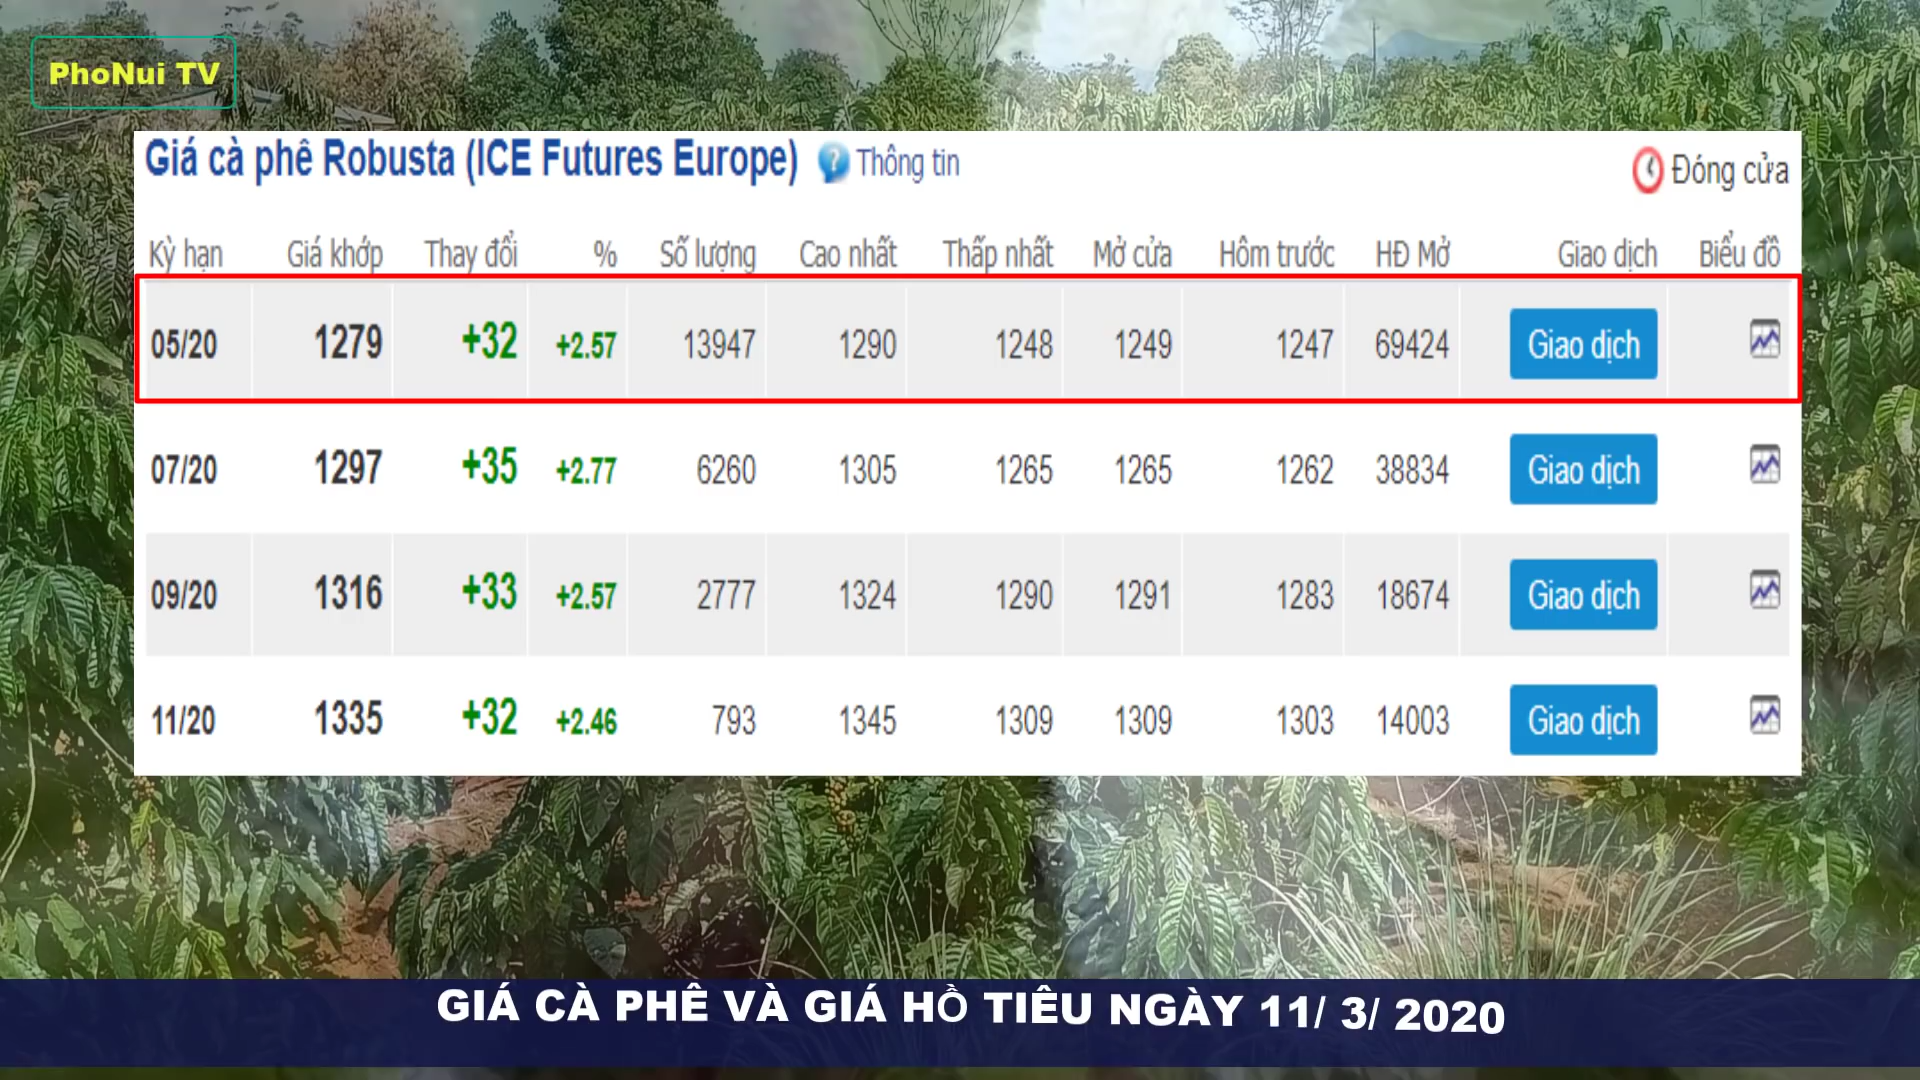 PhoNui TV
Giá cà phê Robusta (ICE Futures Europe) ? Thông tin Đóng cửa
Kỳ hạn Giá khớp Thay đổi % Số lượng Cao nhất Thấp nhất Mở cửa Hôm trước HĐ Mở Giao dịch Biểu đồ
05/20 1279 +32 +2.57 13947 1290 1248 1249 1247 69424 Giao dịch
07/20 1297 +35 +2.77 6260 1305 1265 1265 1262 38834 Giao dịch
09/20 1316 +33 +2.57 2777 1324 1290 1291 1283 18674 Giao dịch
11/20 1335 +32 +2.46 793 1345 1309 1309 1303 14003 Giao dịch
GIÁ CÀ PHÊ VÀ GIÁ HỒ TIÊU NGÀY 11/ 3/ 2020